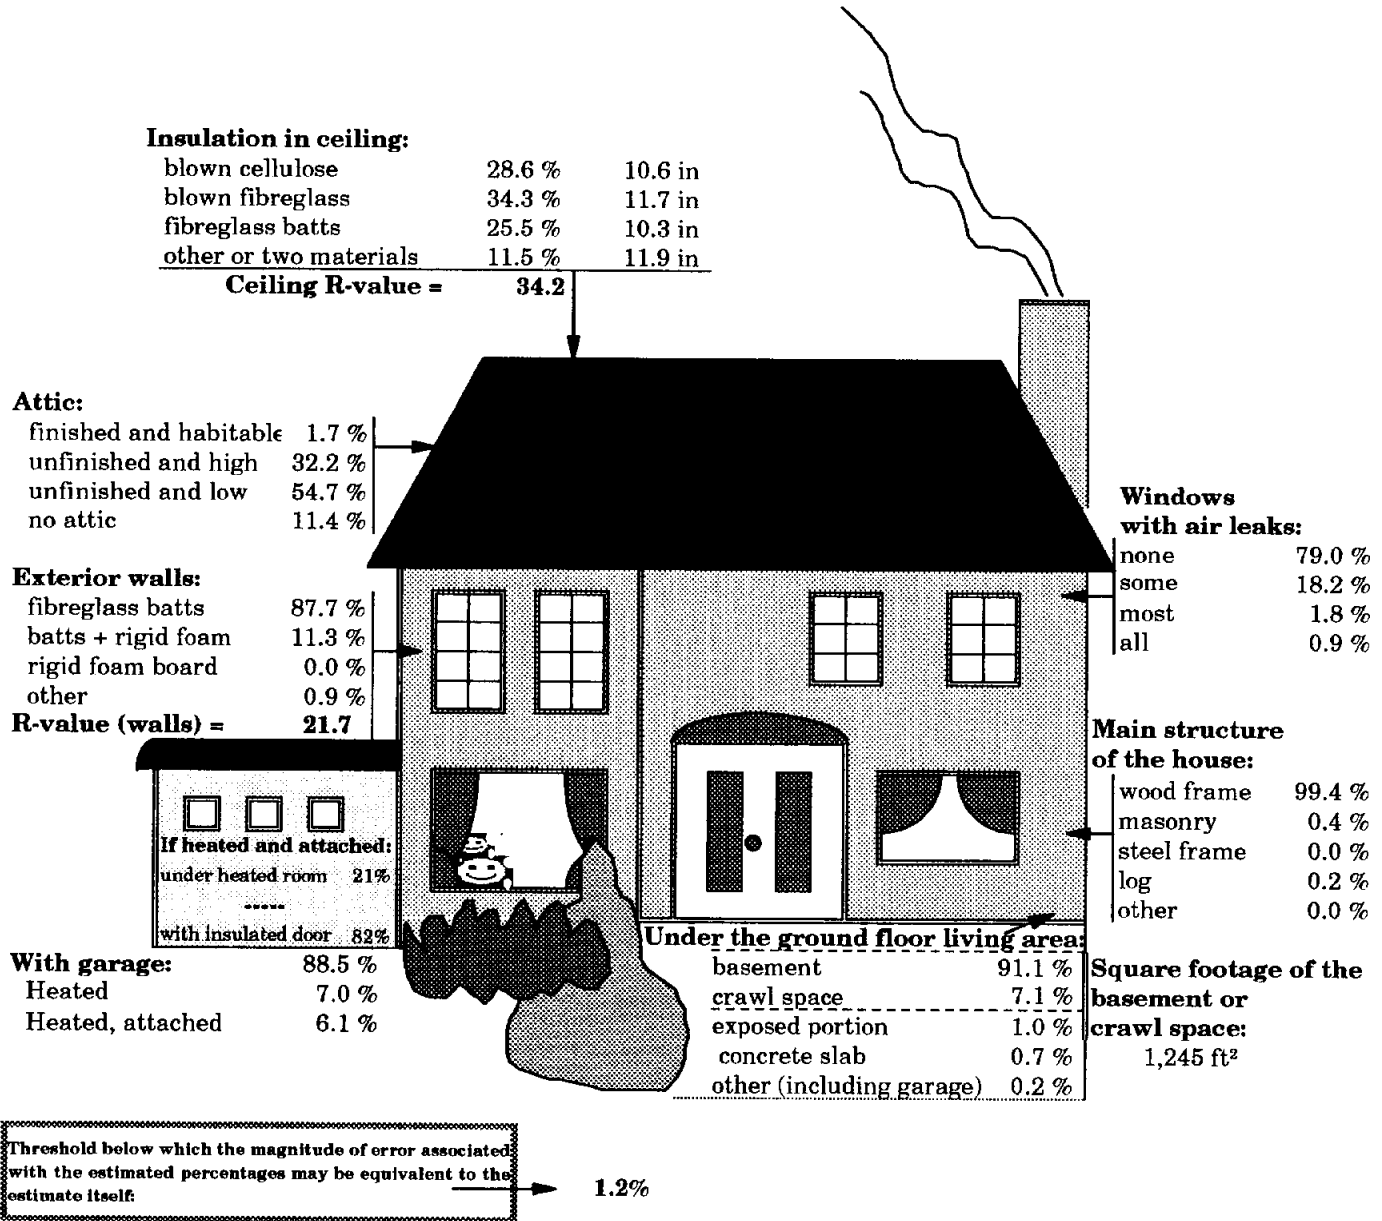 Insulation in ceiling:
blown cellulose 28.6 % 10.6 in
blown fibreglass 34.3 % 11.7 in
fibreglass batts 25.5 % 10.3 in
other or two materials 11.5 % 11.9 in
Ceiling R-value = 34.2
Attic:
finished and habitable 1.7 %
unfinished and high 32.2 %
unfinished and low 54.7 %
no attic 11.4 %
Exterior walls:
fibreglass batts 87.7 %
batts + rigid foam 11.3 %
rigid foam board 0.0 %
other 0.9 %
R-value (walls) = 21.7
If heated and attached:
under heated room 21%
-----
with insulated door 82%
With garage: 88.5 %
Heated 7.0 %
Heated, attached 6.1 %
Windows
with air leaks:
none 79.0 %
some 18.2 %
most 1.8 %
all 0.9 %
Main structure
of the house:
wood frame 99.4 %
masonry 0.4 %
steel frame 0.0 %
log 0.2 %
other 0.0 %
Under the ground floor living area:
basement 91.1 %
crawl space 7.1 %
exposed portion 1.0 %
concrete slab 0.7 %
other (including garage) 0.2 %
Square footage of the
basement or
crawl space:
1,245 ft²
Threshold below which the magnitude of error associated
with the estimated percentages may be equivalent to the
estimate itself:
1.2%